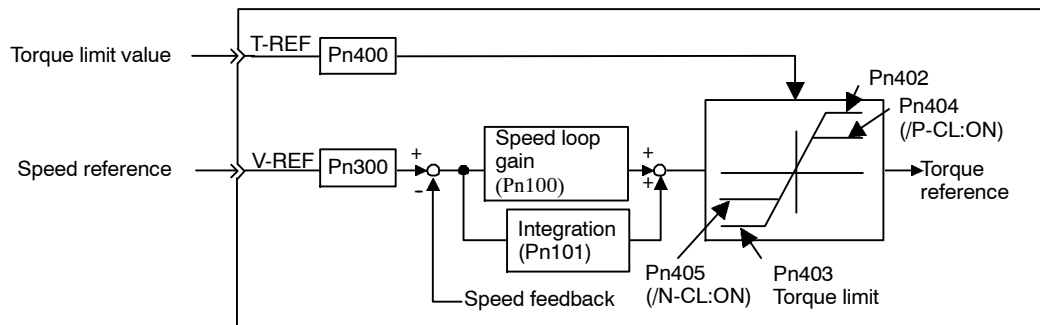 Torque limit value
T-REF
Pn400
Pn402
Pn404
(/P-CL:ON)
Speed reference
V-REF
Pn300
+
-
Speed loop
gain
(Pn100)
+
+
Torque
reference
Integration
(Pn101)
Pn405
(/N-CL:ON)
Pn403
Torque limit
Speed feedback